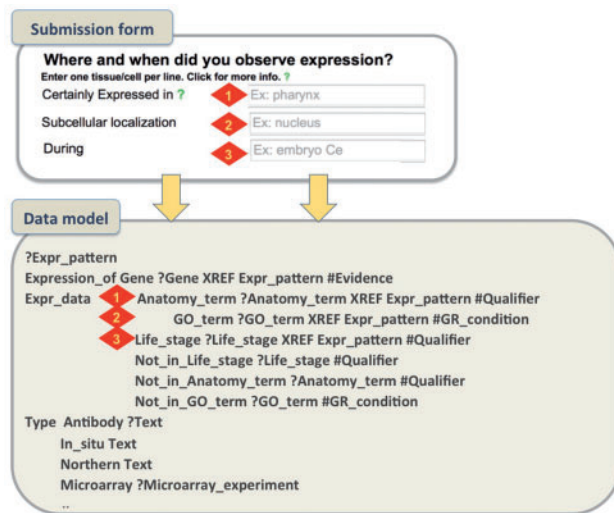 Submission form
Where and when did you observe expression?
Enter one tissue/cell per line. Click for more info. ?
Certainly Expressed in ? 1 Ex: pharynx
Subcellular localization 2 Ex: nucleus
During 3 Ex: embryo Ce
Data model
?Expr_pattern
Expression_of Gene ?Gene XREF Expr_pattern #Evidence
Expr_data 1 Anatomy_term ?Anatomy_term XREF Expr_pattern #Qualifier
2 GO_term ?GO_term XREF Expr_pattern #GR_condition
3 Life_stage ?Life_stage XREF Expr_pattern #Qualifier
Not_in_Life_stage ?Life_stage #Qualifier
Not_in_Anatomy_term ?Anatomy_term #Qualifier
Not_in_GO_term ?GO_term #GR_condition
Type Antibody ?Text
In_situ Text
Northern Text
Microarray ?Microarray_experiment
..